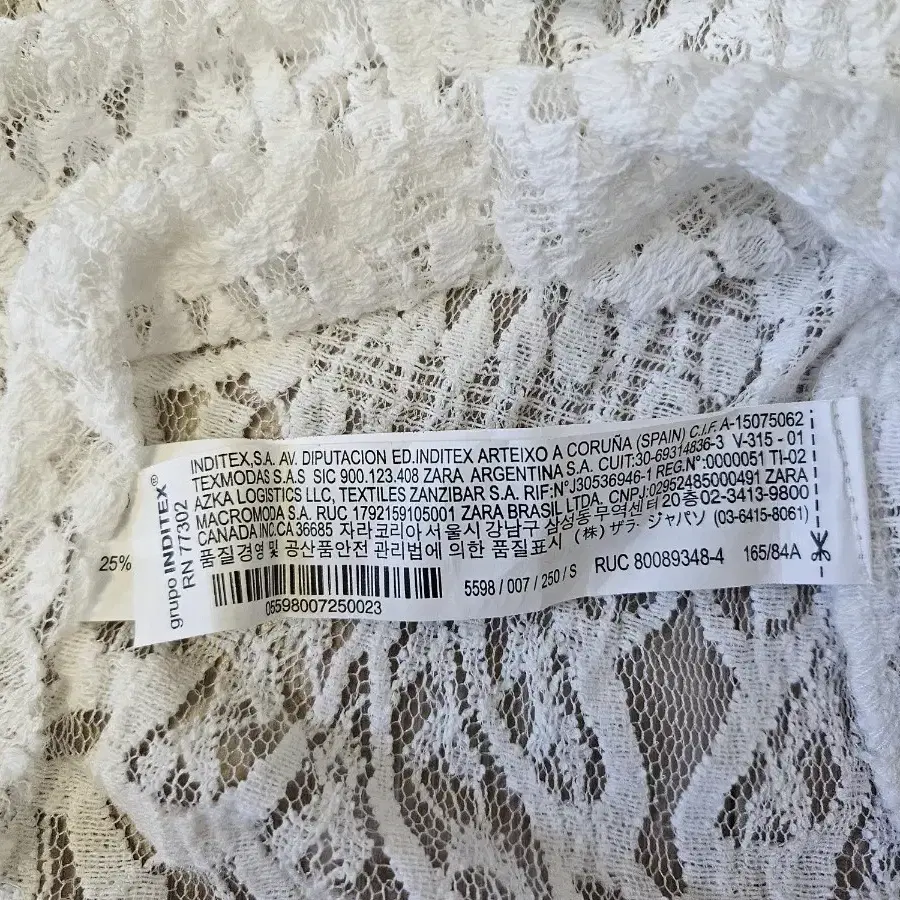 grupo INDITEX®
RN 77302
INDITEX,S.A. AV. DIPUTACION ED.INDITEX ARTEIXO A CORUÑA (SPAIN) C.I.F. A-15075062
TEXMODAS S.A.S SIC 900.123.408 ZARA ARGENTINA S.A. CUIT:30-69314836-3 V-315 - 01
AZKA LOGISTICS LLC, TEXTILES ZANZIBAR S.A. RIF:N°J30536946-1 REG.N°:0000051 TI-02
MACROMODA S.A. RUC 1792159105001 ZARA BRASIL LTDA. CNPJ:02952485000491 ZARA
CANADA INC.CA 36685 자라코리아 서울시 강남구 삼성동 무역센터 20층 02-3413-9800
품질경영 및 공산품안전 관리법에 의한 품질표시 (株) ザラ・ジャパソ (03-6415-8061)
5598 / 007 / 250 / S RUC 80089348-4 165/84A
05598007250023
25%